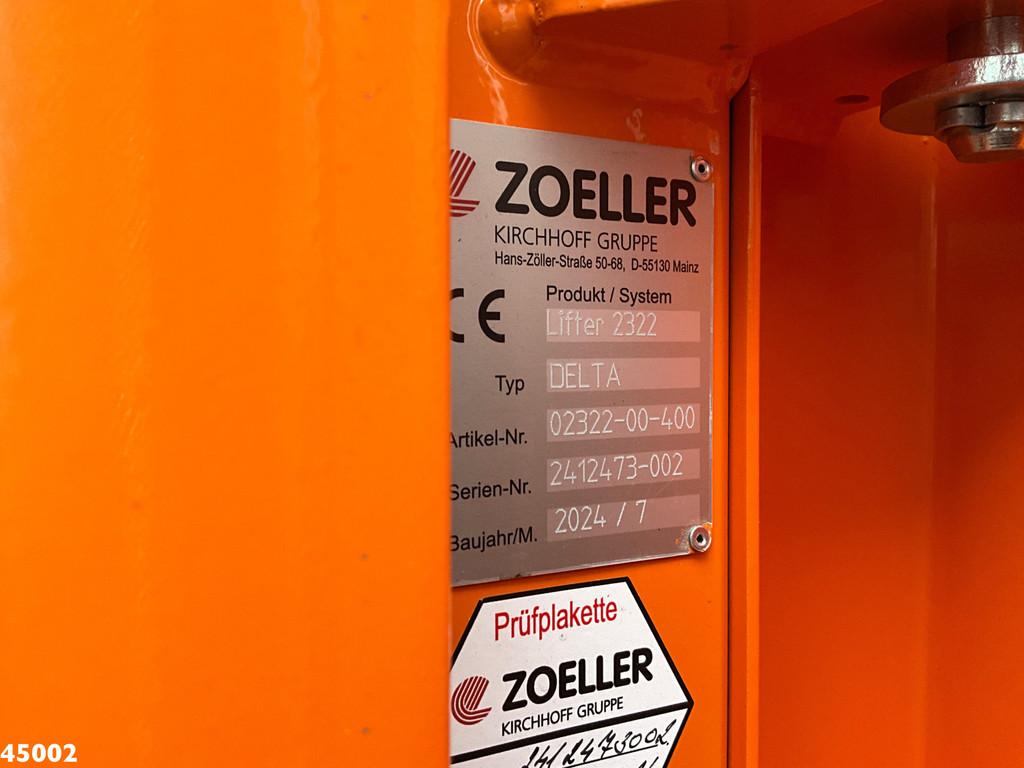 ZOELLER
KIRCHHOFF GRUPPE
Hans-Zöller-Straße 50-68, D-55130 Mainz
CE
Produkt / System
Lifter 2322
Typ DELTA
Artikel-Nr. 02322-00-400
Serien-Nr. 2412473-002
Baujahr/M. 2024 / 7
Prüfplakette
ZOELLER
KIRCHHOFF GRUPPE
2412473002
45002